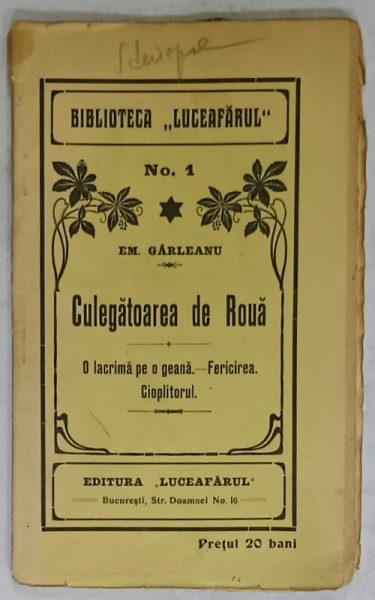 BIBLIOTECA „LUCEAFĂRUL“
No. 1
EM. GÂRLEANU
Culegătoarea de Rouă
O lacrimă pe o geană.—Fericirea.
Cioplitorul.
EDITURA „LUCEAFĂRUL“
București, Str. Doamnei No. 16
Prețul 20 bani